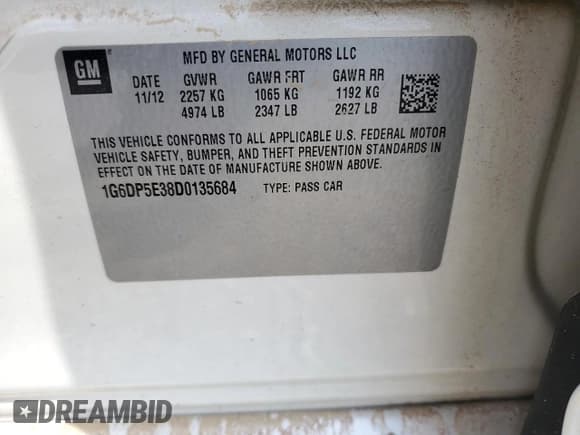 GM
MFD BY GENERAL MOTORS LLC
DATE GVWR GAWR FRT GAWR RR
11/12 2257 KG 1065 KG 1192 KG
4974 LB 2347 LB 2627 LB
THIS VEHICLE CONFORMS TO ALL APPLICABLE U.S. FEDERAL MOTOR
VEHICLE SAFETY, BUMPER, AND THEFT PREVENTION STANDARDS IN
EFFECT ON THE DATE OF MANUFACTURE SHOWN ABOVE.
1G6DP5E38D0135684 TYPE: PASS CAR
DREAMBID